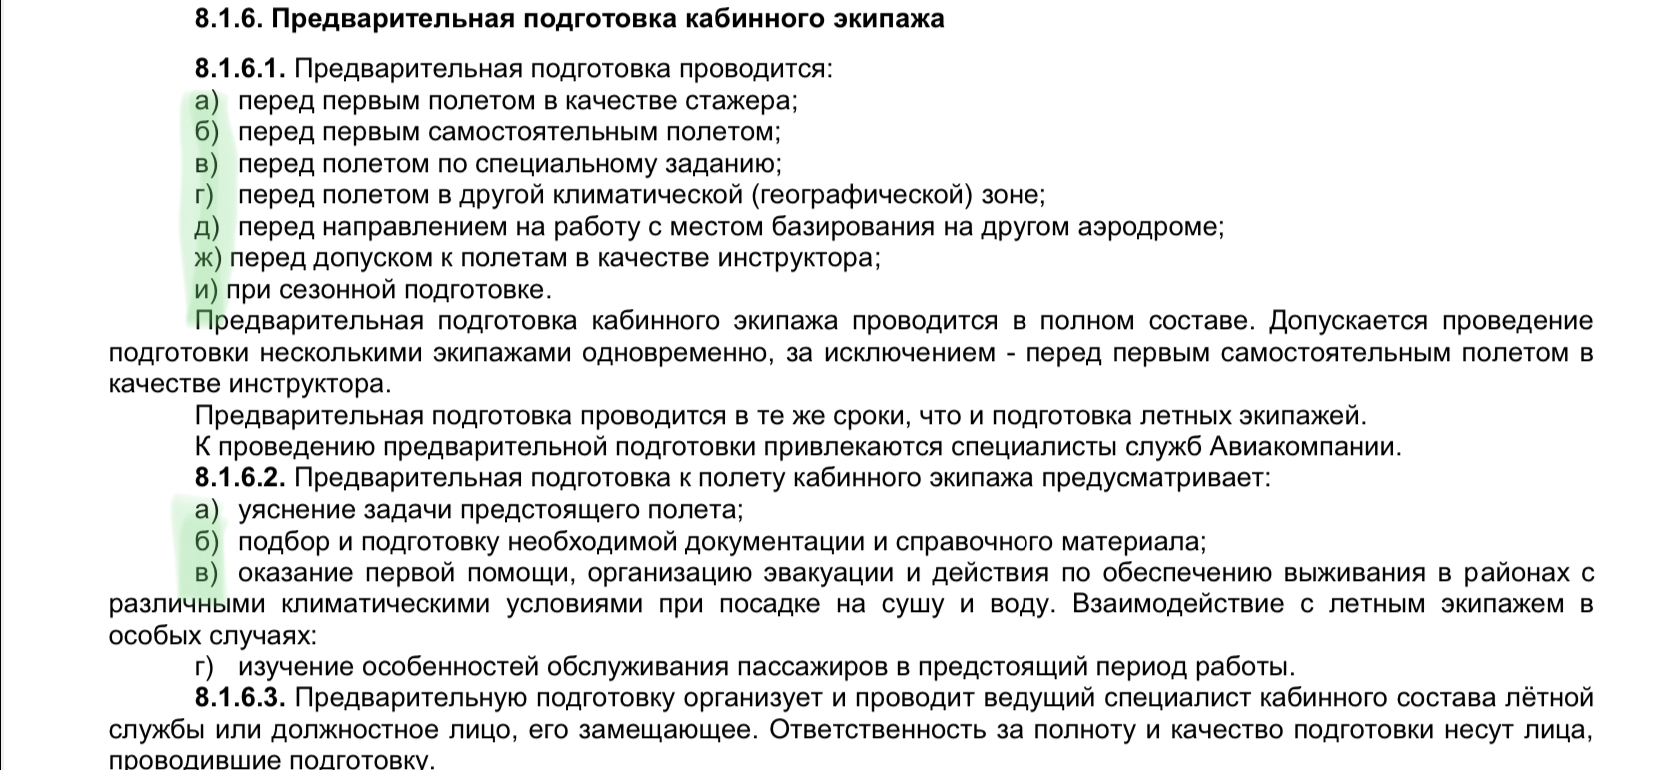 8.1.6. Предварительная подготовка кабинного экипажа
8.1.6.1. Предварительная подготовка проводится:
а) перед первым полетом в качестве стажера;
б) перед первым самостоятельным полетом;
в) перед полетом по специальному заданию;
г) перед полетом в другой климатической (географической) зоне;
д) перед направлением на работу с местом базирования на другом аэродроме;
ж) перед допуском к полетам в качестве инструктора;
и) при сезонной подготовке.
Предварительная подготовка кабинного экипажа проводится в полном составе. Допускается проведение
подготовки несколькими экипажами одновременно, за исключением - перед первым самостоятельным полетом в
качестве инструктора.
Предварительная подготовка проводится в те же сроки, что и подготовка летных экипажей.
К проведению предварительной подготовки привлекаются специалисты служб Авиакомпании.
8.1.6.2. Предварительная подготовка к полету кабинного экипажа предусматривает:
а) уяснение задачи предстоящего полета;
б) подбор и подготовку необходимой документации и справочного материала;
в) оказание первой помощи, организацию эвакуации и действия по обеспечению выживания в районах с
различными климатическими условиями при посадке на сушу и воду. Взаимодействие с летным экипажем в
особых случаях:
г) изучение особенностей обслуживания пассажиров в предстоящий период работы.
8.1.6.3. Предварительную подготовку организует и проводит ведущий специалист кабинного состава лётной
службы или должностное лицо, его замещающее. Ответственность за полноту и качество подготовки несут лица,
проводившие подготовку.